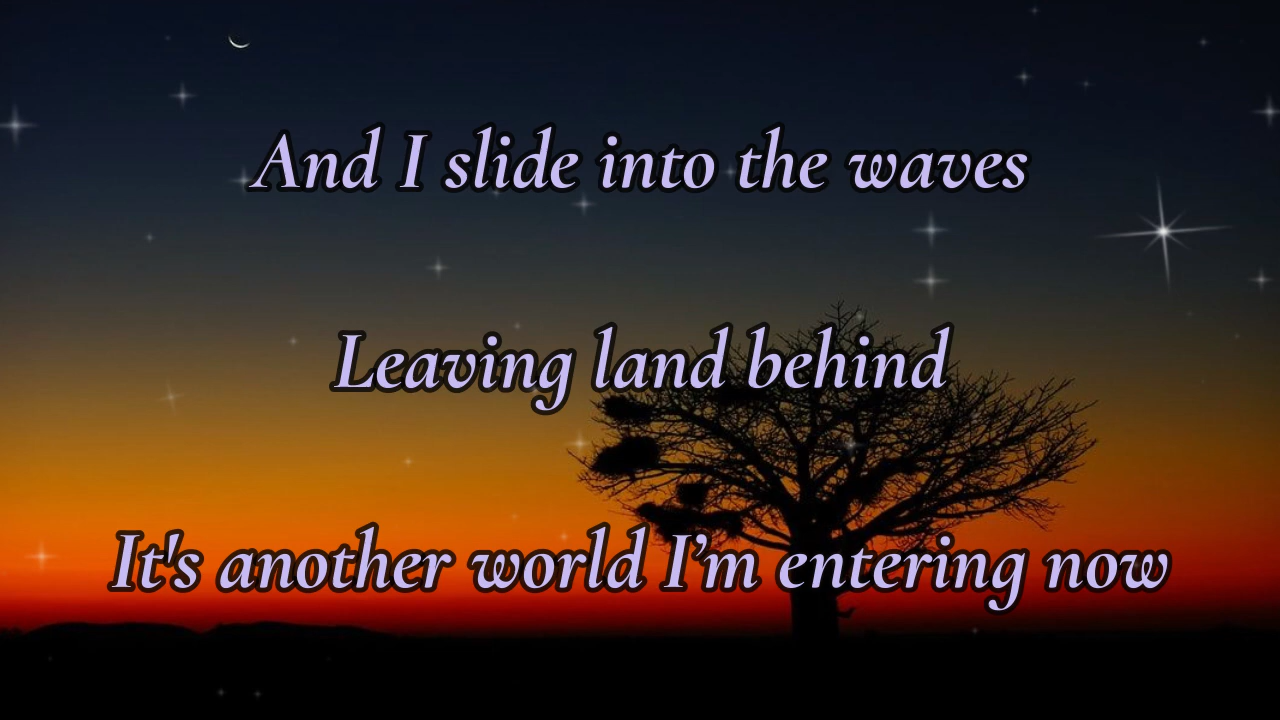 And I slide into the waves
Leaving land behind
It's another world I’m entering now